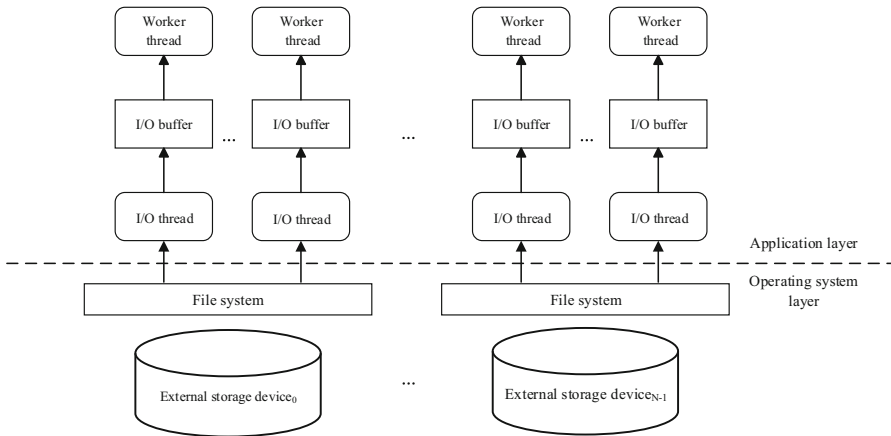 Worker
thread
Worker
thread
Worker
thread
Worker
thread
I/O buffer
...
I/O buffer
...
I/O buffer
...
I/O buffer
I/O thread
I/O thread
I/O thread
I/O thread
Application layer
File system
File system
Operating system
layer
External storage device₀
...
External storage deviceN-1